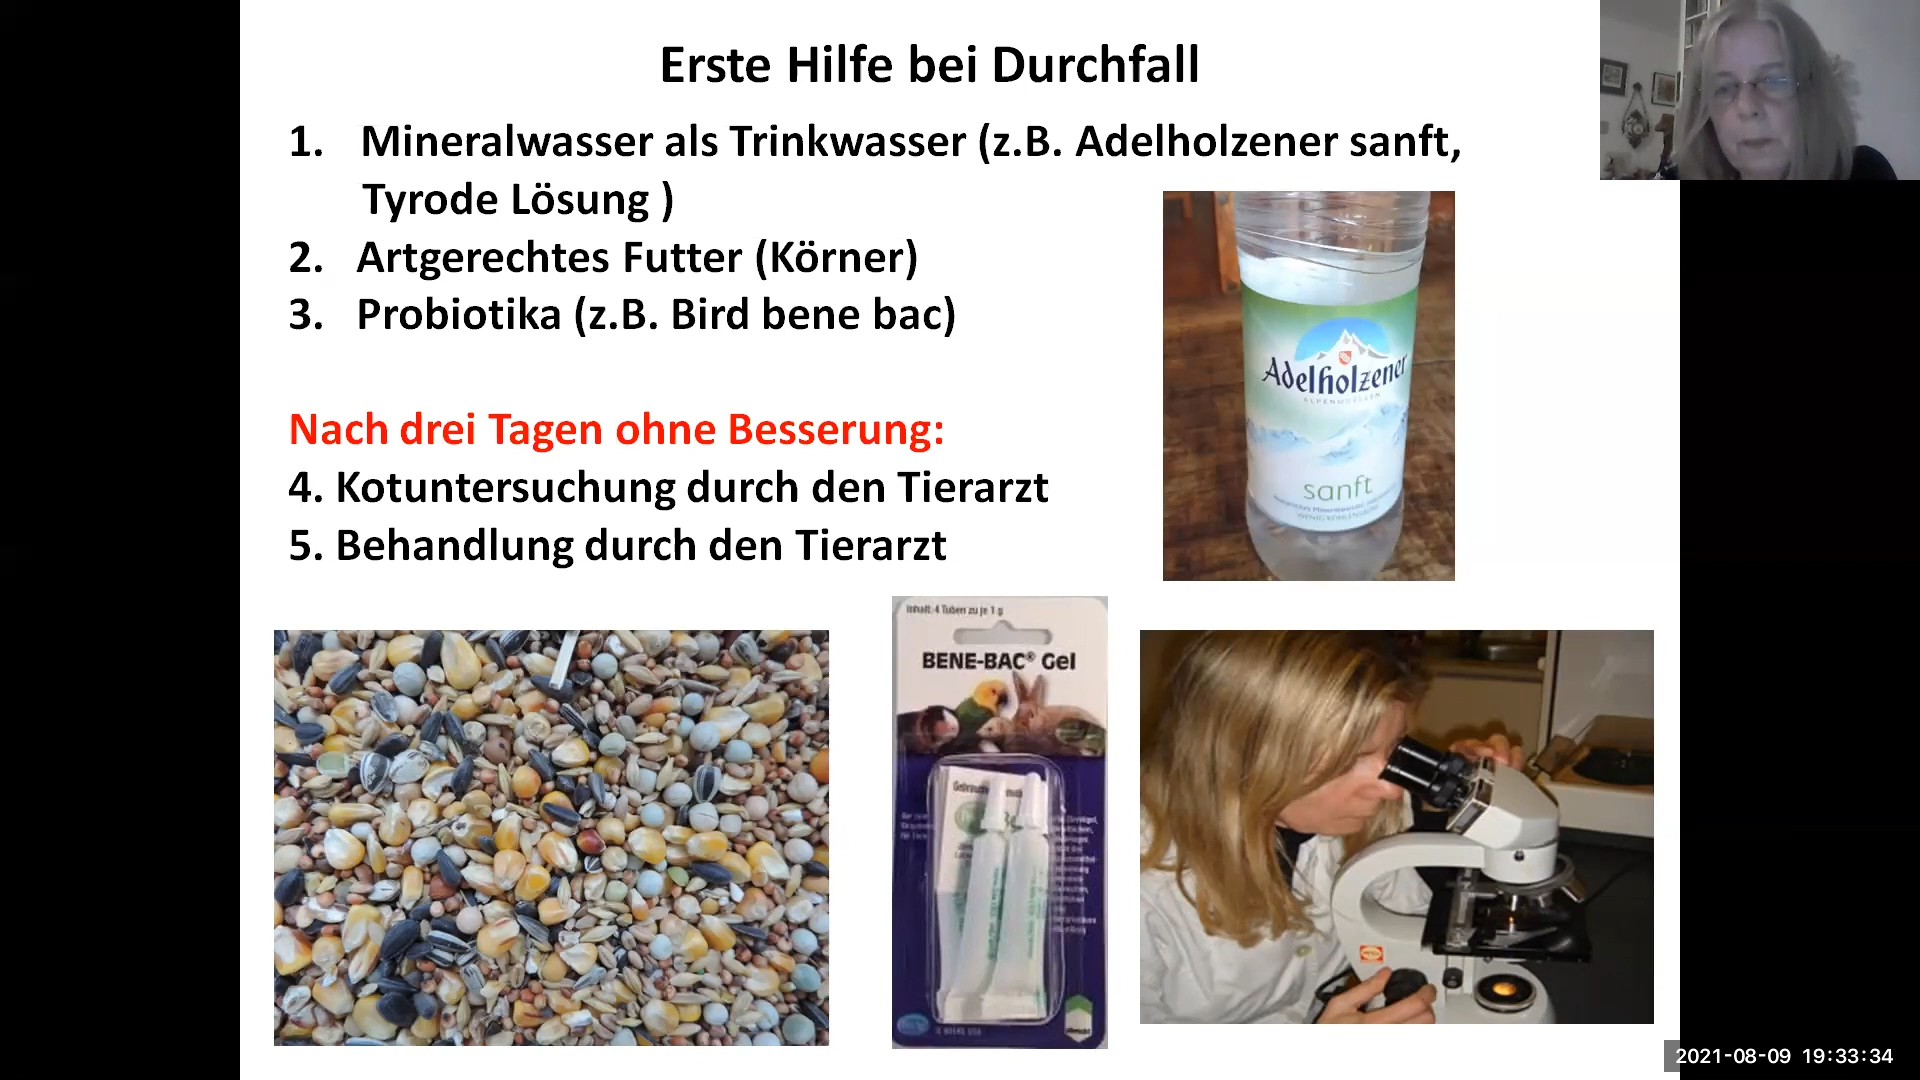 Erste Hilfe bei Durchfall
1. Mineralwasser als Trinkwasser (z.B. Adelholzener sanft,
Tyrode Lösung )
2. Artgerechtes Futter (Körner)
3. Probiotika (z.B. Bird bene bac)
Nach drei Tagen ohne Besserung:
4. Kotuntersuchung durch den Tierarzt
5. Behandlung durch den Tierarzt
Adelholzener
ALPENQUELLEN
sanft
Inhalt: 4 Tuben zu je 1 g
BENE-BAC® Gel
2021-08-09 19:33:34